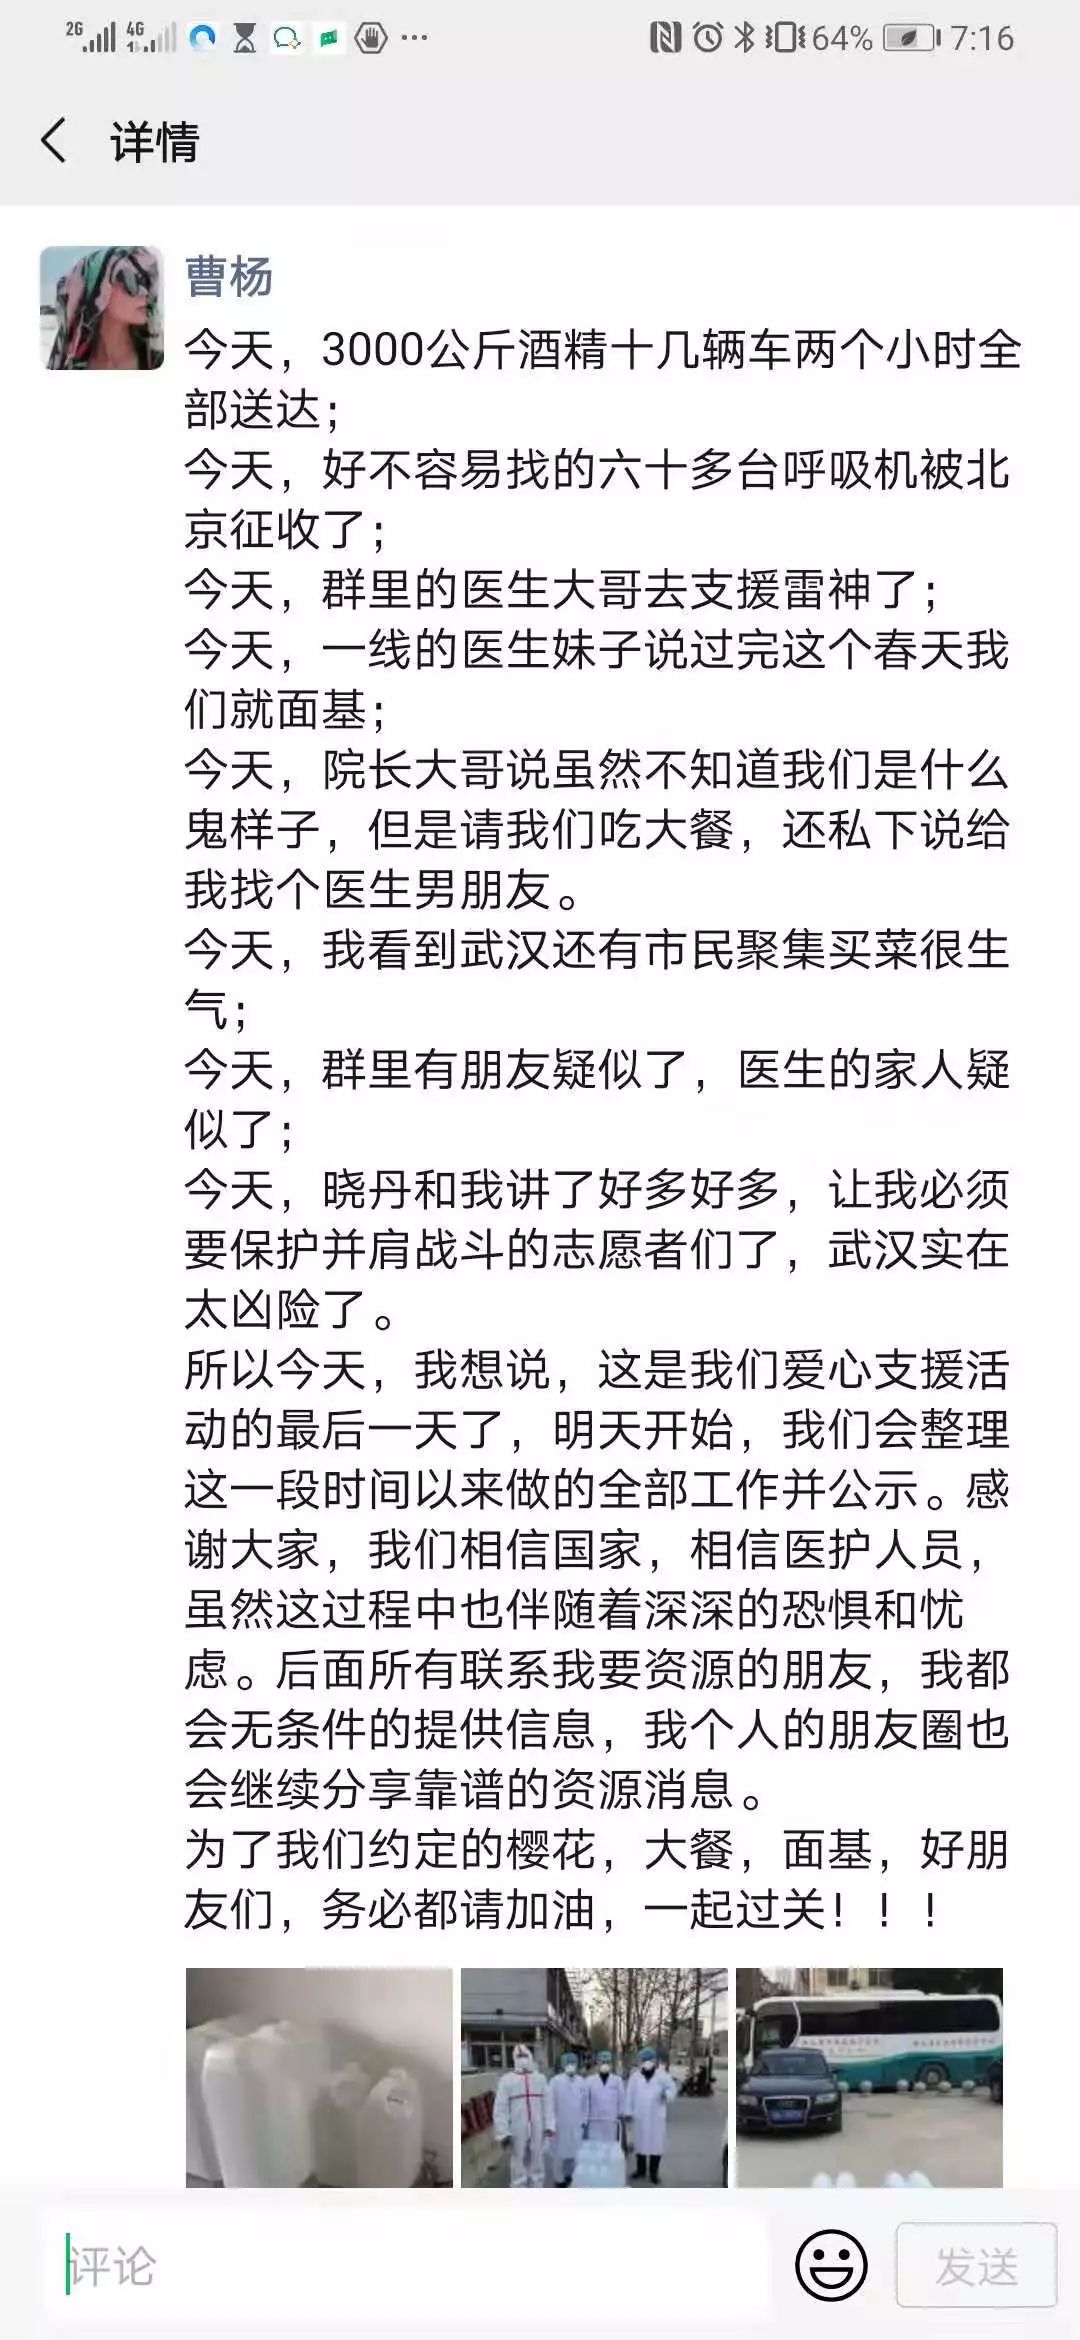 2G 4G 64% 7:16
详情
曹杨
今天，3000公斤酒精十几辆车两个小时全
部送达；
今天，好不容易找的六十多台呼吸机被北
京征收了；
今天，群里的医生大哥去支援雷神了；
今天，一线的医生妹子说过完这个春天我
们就面基；
今天，院长大哥说虽然不知道我们是什么
鬼样子，但是请我们吃大餐，还私下说给
我找个医生男朋友。
今天，我看到武汉还有市民聚集买菜很生
气；
今天，群里有朋友疑似了，医生的家人疑
似了；
今天，晓丹和我讲了好多好多，让我必须
要保护并肩战斗的志愿者们了，武汉实在
太凶险了。
所以今天，我想说，这是我们爱心支援活
动的最后一天了，明天开始，我们会整理
这一段时间以来做的全部工作并公示。感
谢大家，我们相信国家，相信医护人员，
虽然这过程中也伴随着深深的恐惧和忧
虑。后面所有联系我要资源的朋友，我都
会无条件的提供信息，我个人的朋友圈也
会继续分享靠谱的资源消息。
为了我们约定的樱花，大餐，面基，好朋
友们，务必都请加油，一起过关！！！
评论
发送